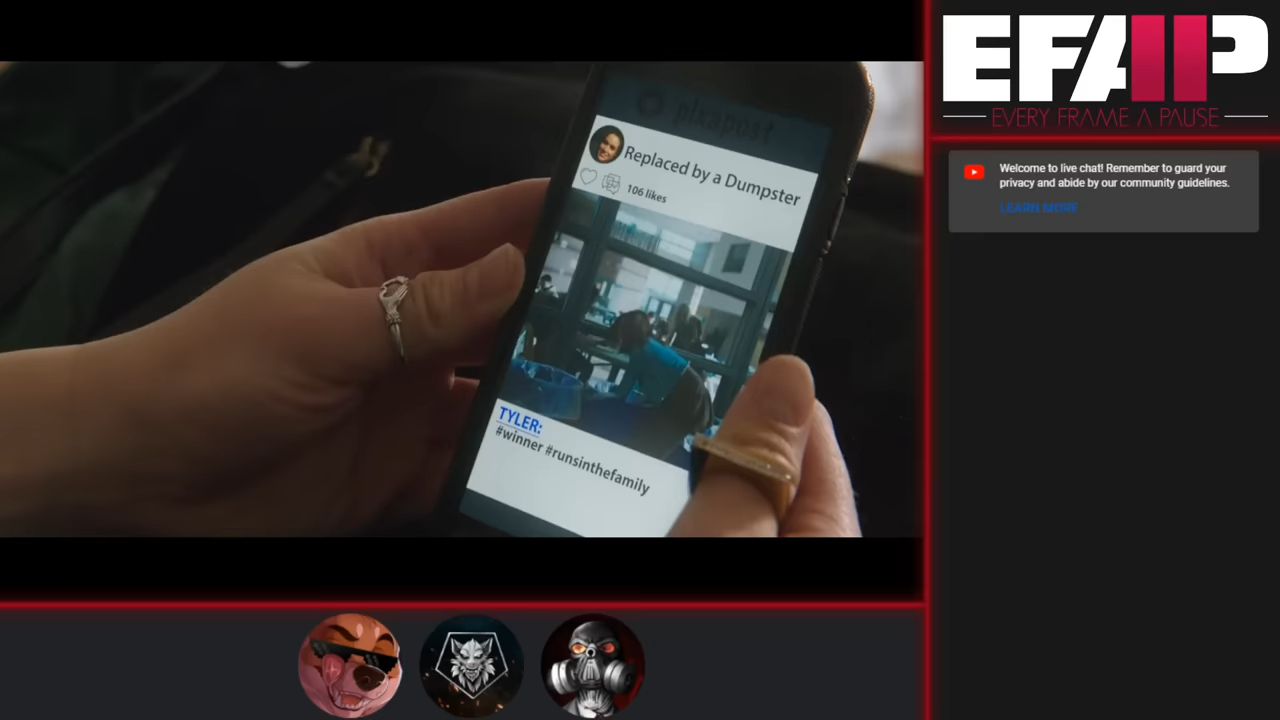 pixapost
Replaced by a Dumpster
106 likes
TYLER:
#winner #runsinthefamily
EFAP
EVERY FRAME A PAUSE
Welcome to live chat! Remember to guard your
privacy and abide by our community guidelines.
LEARN MORE